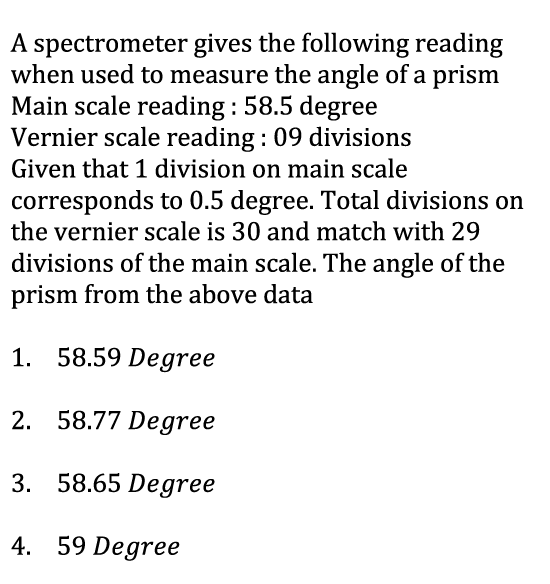 A spectrometer gives the following reading
when used to measure the angle of a prism
Main scale reading : 58.5 degree
Vernier scale reading : 09 divisions
Given that 1 division on main scale
corresponds to 0.5 degree. Total divisions on
the vernier scale is 30 and match with 29
divisions of the main scale. The angle of the
prism from the above data
1. 58.59 Degree
2. 58.77 Degree
3. 58.65 Degree
4. 59 Degree